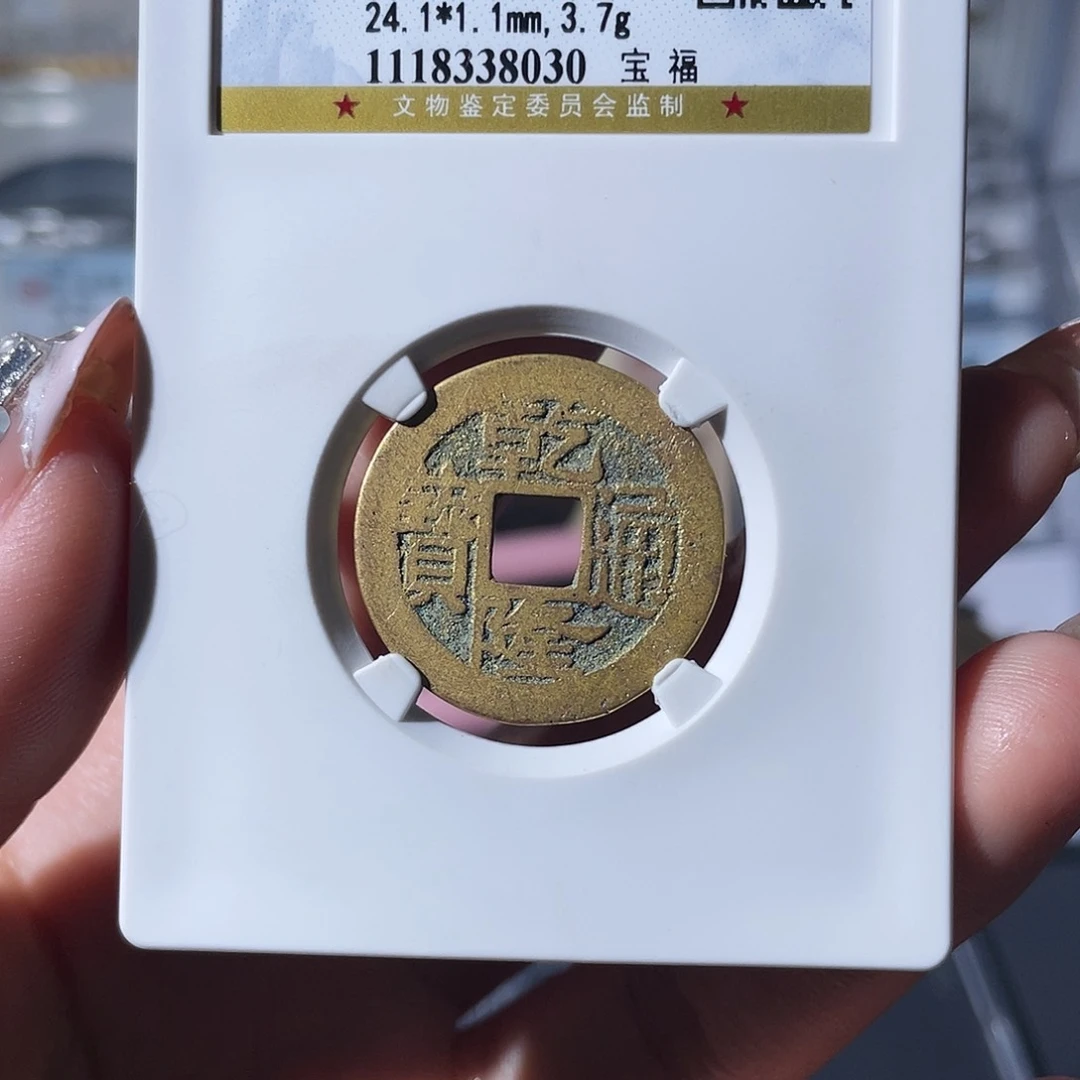 24.1*1.1mm,3.7g
1118338030 宝福
★ 文物鉴定委员会监制 ★
乾隆通寳